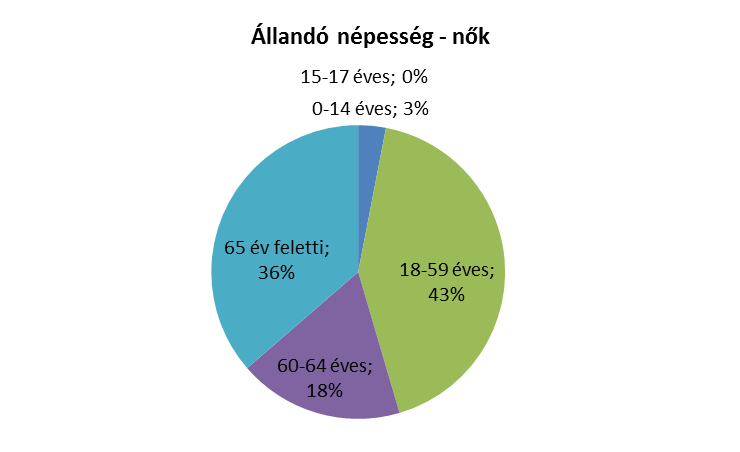 Állandó népesség - nők
15-17 éves; 0%
0-14 éves; 3%
65 év feletti;
36%
18-59 éves;
43%
60-64 éves;
18%